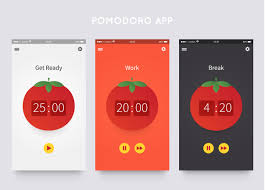 POMODORO APP
Get Ready
25:00
Work
20:00
Break
4:20